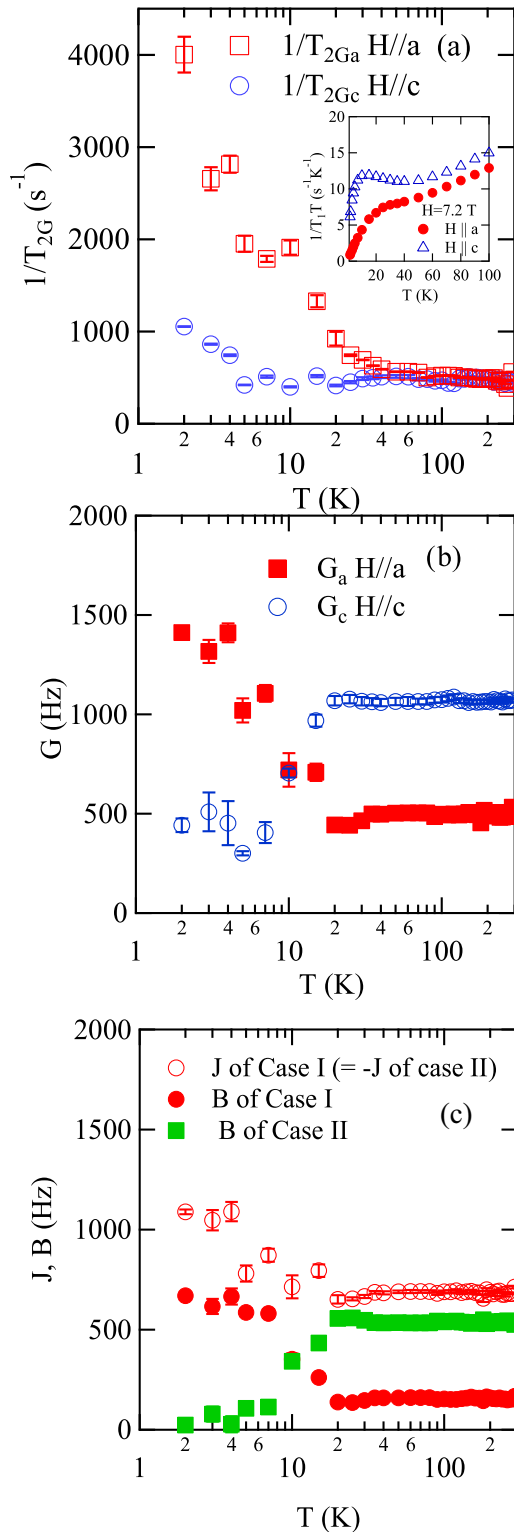 4000
3000
2000
1000
0
1/T2G (s-1)
1/T2Ga H//a (a)
1/T2Gc H//c
20
15
10
5
0
1/T1T (s-1K-1)
H=7.2 T
H || a
H || c
20 40 60 80 100
T (K)
1 2 4 6 10 2 4 6 100 2
T (K)
2000
1500
1000
500
0
G (Hz)
(b)
Ga H//a
Gc H//c
1 2 4 6 10 2 4 6 100 2
T (K)
2000
1500
1000
500
0
J, B (Hz)
J of Case I (= -J of case II)
B of Case I
B of Case II
(c)
1 2 4 6 10 2 4 6 100 2
T (K)